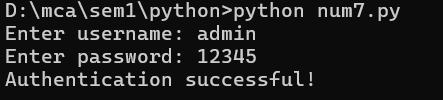 D:\mca\sem1\python>python num7.py
Enter username: admin
Enter password: 12345
Authentication successful!